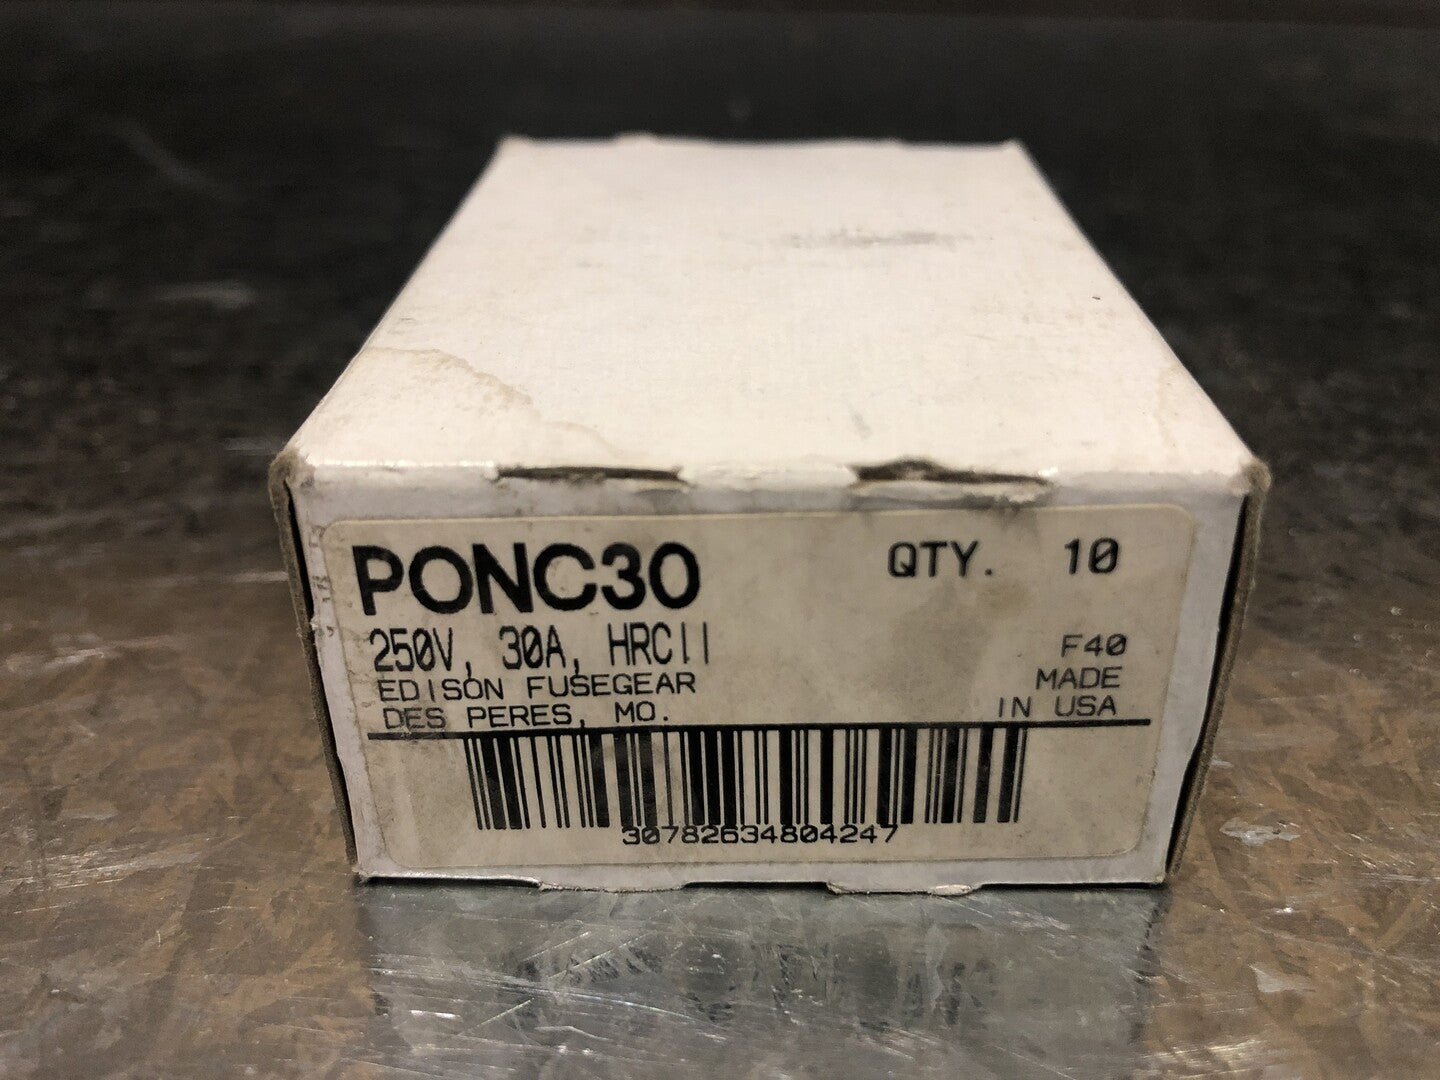 PONC30 QTY. 10
250V, 30A, HRCII
EDISON FUSEGEAR F40
DES PERES, MO. MADE
IN USA
30782634804247